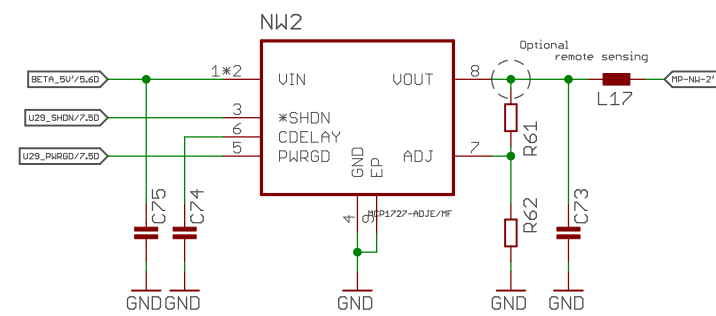 NW2
Optional
remote sensing
BETA_5V'/5.6D
1*2
VIN
VOUT
8
MP-NW-2'
L17
U29_SHDN/7.5D
3
*SHDN
R61
6
CDELAY
U29_PWRGD/7.5D
5
PWRGD
GND
EP
ADJ
7
C75
C74
4
9
MCP1727-ADJE/MF
R62
C73
GND
GND
GND
GND
GND